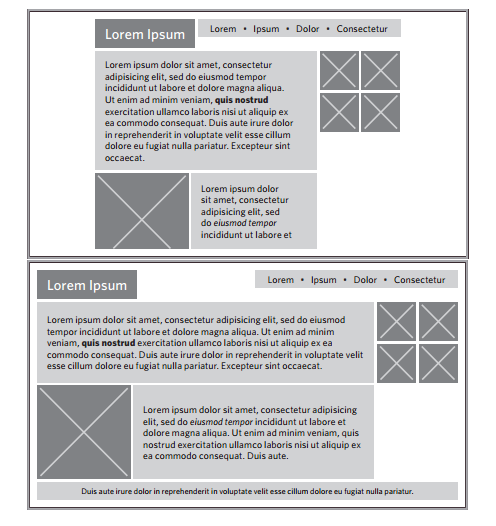 Lorem Ipsum
Lorem • Ipsum • Dolor • Consectetur
Lorem ipsum dolor sit amet, consectetur
adipisicing elit, sed do eiusmod tempor
incididunt ut labore et dolore magna aliqua.
Ut enim ad minim veniam, quis nostrud
exercitation ullamco laboris nisi ut aliquip ex
ea commodo consequat. Duis aute irure dolor
in reprehenderit in voluptate velit esse cillum
dolore eu fugiat nulla pariatur. Excepteur sint
occaecat.
Lorem ipsum dolor
sit amet, consectetur
adipisicing elit, sed
do eiusmod tempor
incididunt ut labore et
Lorem Ipsum
Lorem • Ipsum • Dolor • Consectetur
Lorem ipsum dolor sit amet, consectetur adipisicing elit, sed do eiusmod
tempor incididunt ut labore et dolore magna aliqua. Ut enim ad minim
veniam, quis nostrud exercitation ullamco laboris nisi ut aliquip ex ea
commodo consequat. Duis aute irure dolor in reprehenderit in voluptate velit
esse cillum dolore eu fugiat nulla pariatur. Excepteur sint occaecat.
Lorem ipsum dolor sit amet, consectetur adipisicing
elit, sed do eiusmod tempor incididunt ut labore et
dolore magna aliqua. Ut enim ad minim veniam, quis
nostrud exercitation ullamco laboris nisi ut aliquip ex
ea commodo consequat. Duis aute.
Duis aute irure dolor in reprehenderit in voluptate velit esse cillum dolore eu fugiat nulla pariatur.